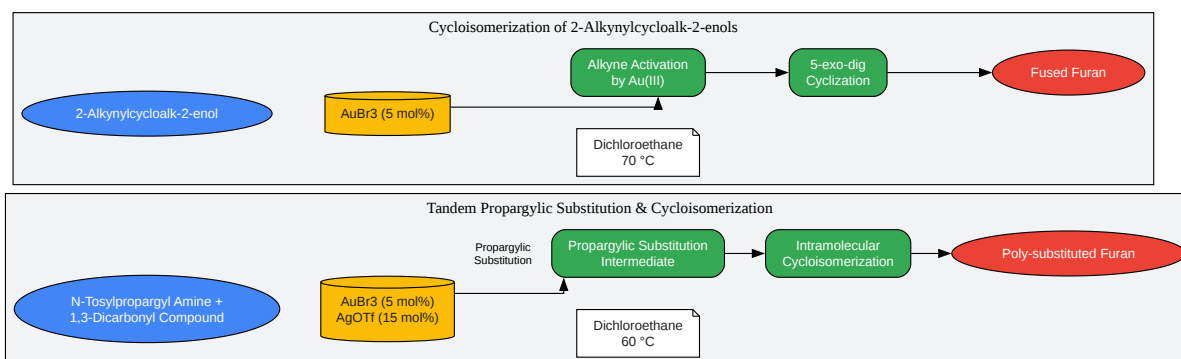 Cycloisomerization of 2-Alkynylcycloalk-2-enols
2-Alkynylcycloalk-2-enol
AuBr3 (5 mol%)
Alkyne Activation
by Au(III)
5-exo-dig
Cyclization
Fused Furan
Dichloroethane
70 °C
Tandem Propargylic Substitution & Cycloisomerization
N-Tosylpropargyl Amine +
1,3-Dicarbonyl Compound
AuBr3 (5 mol%)
AgOTf (15 mol%)
Propargylic
Substitution
Propargylic Substitution
Intermediate
Intramolecular
Cycloisomerization
Poly-substituted Furan
Dichloroethane
60 °C